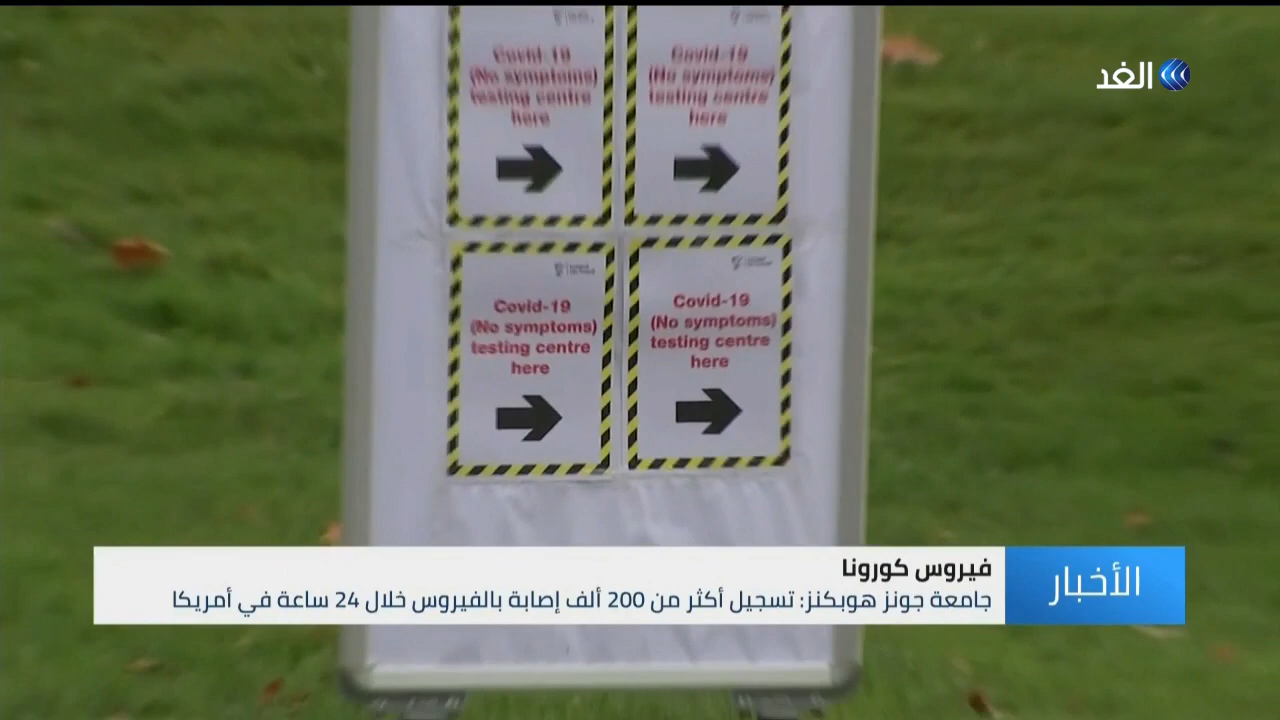 الغد
Covid-19
(No symptoms)
testing centre
here
Covid-19
(No symptoms)
testing centre
here
Covid-19
(No symptoms)
testing centre
here
Covid-19
(No symptoms)
testing centre
here
الأخبار
فيروس كورونا
جامعة جونز هوبكنز: تسجيل أكثر من 200 ألف إصابة بالفيروس خلال 24 ساعة في أمريكا